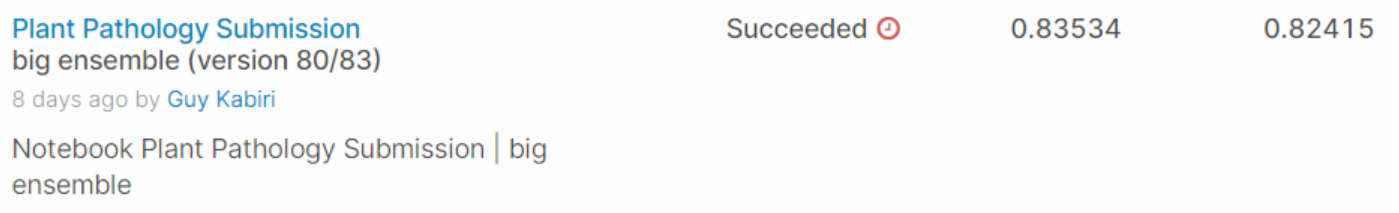 Plant Pathology Submission Succeeded 0.83534 0.82415
big ensemble (version 80/83)
8 days ago by Guy Kabiri
Notebook Plant Pathology Submission | big
ensemble